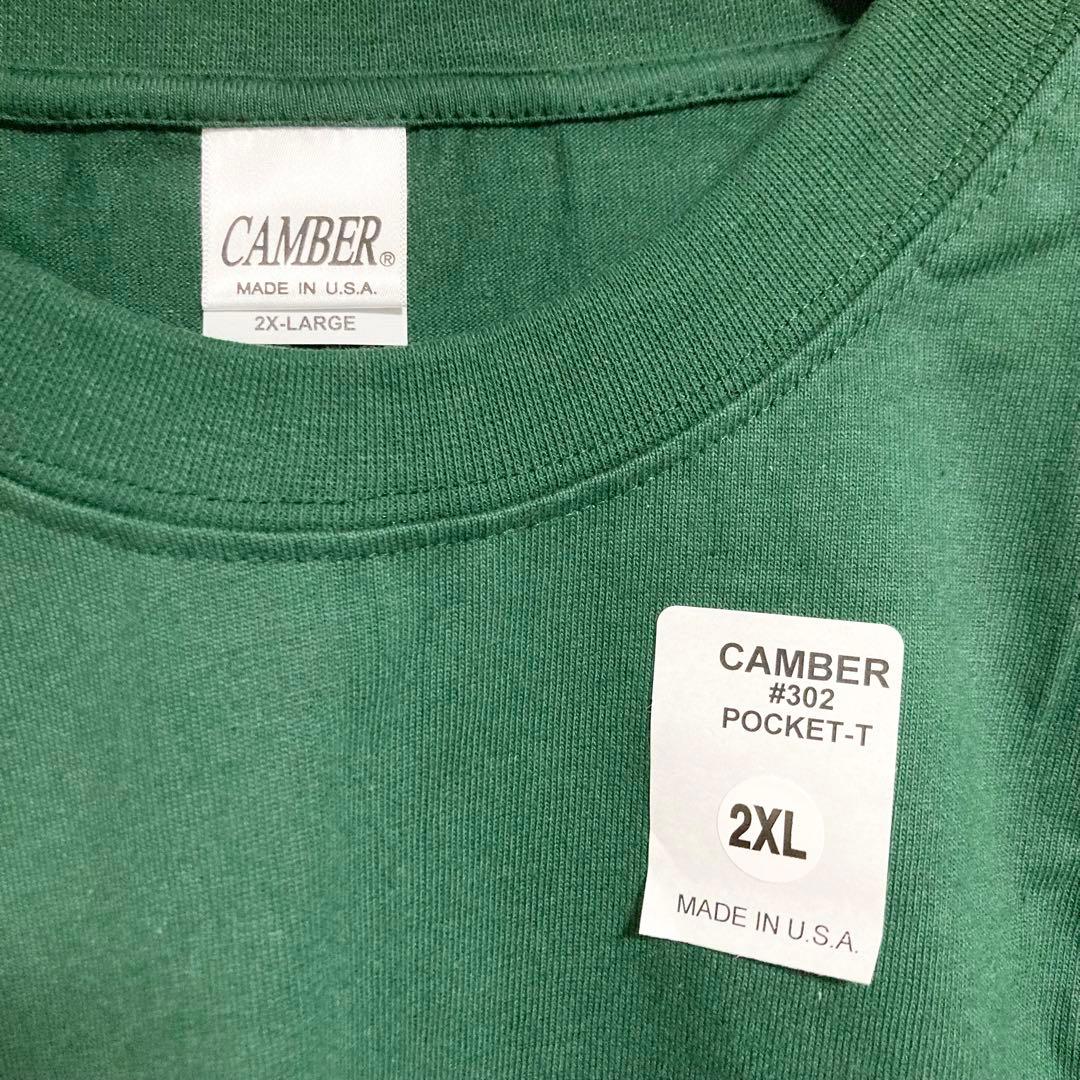 CAMBER®
MADE IN U.S.A.
2X-LARGE
CAMBER
#302
POCKET-T
2XL
MADE IN U.S.A.